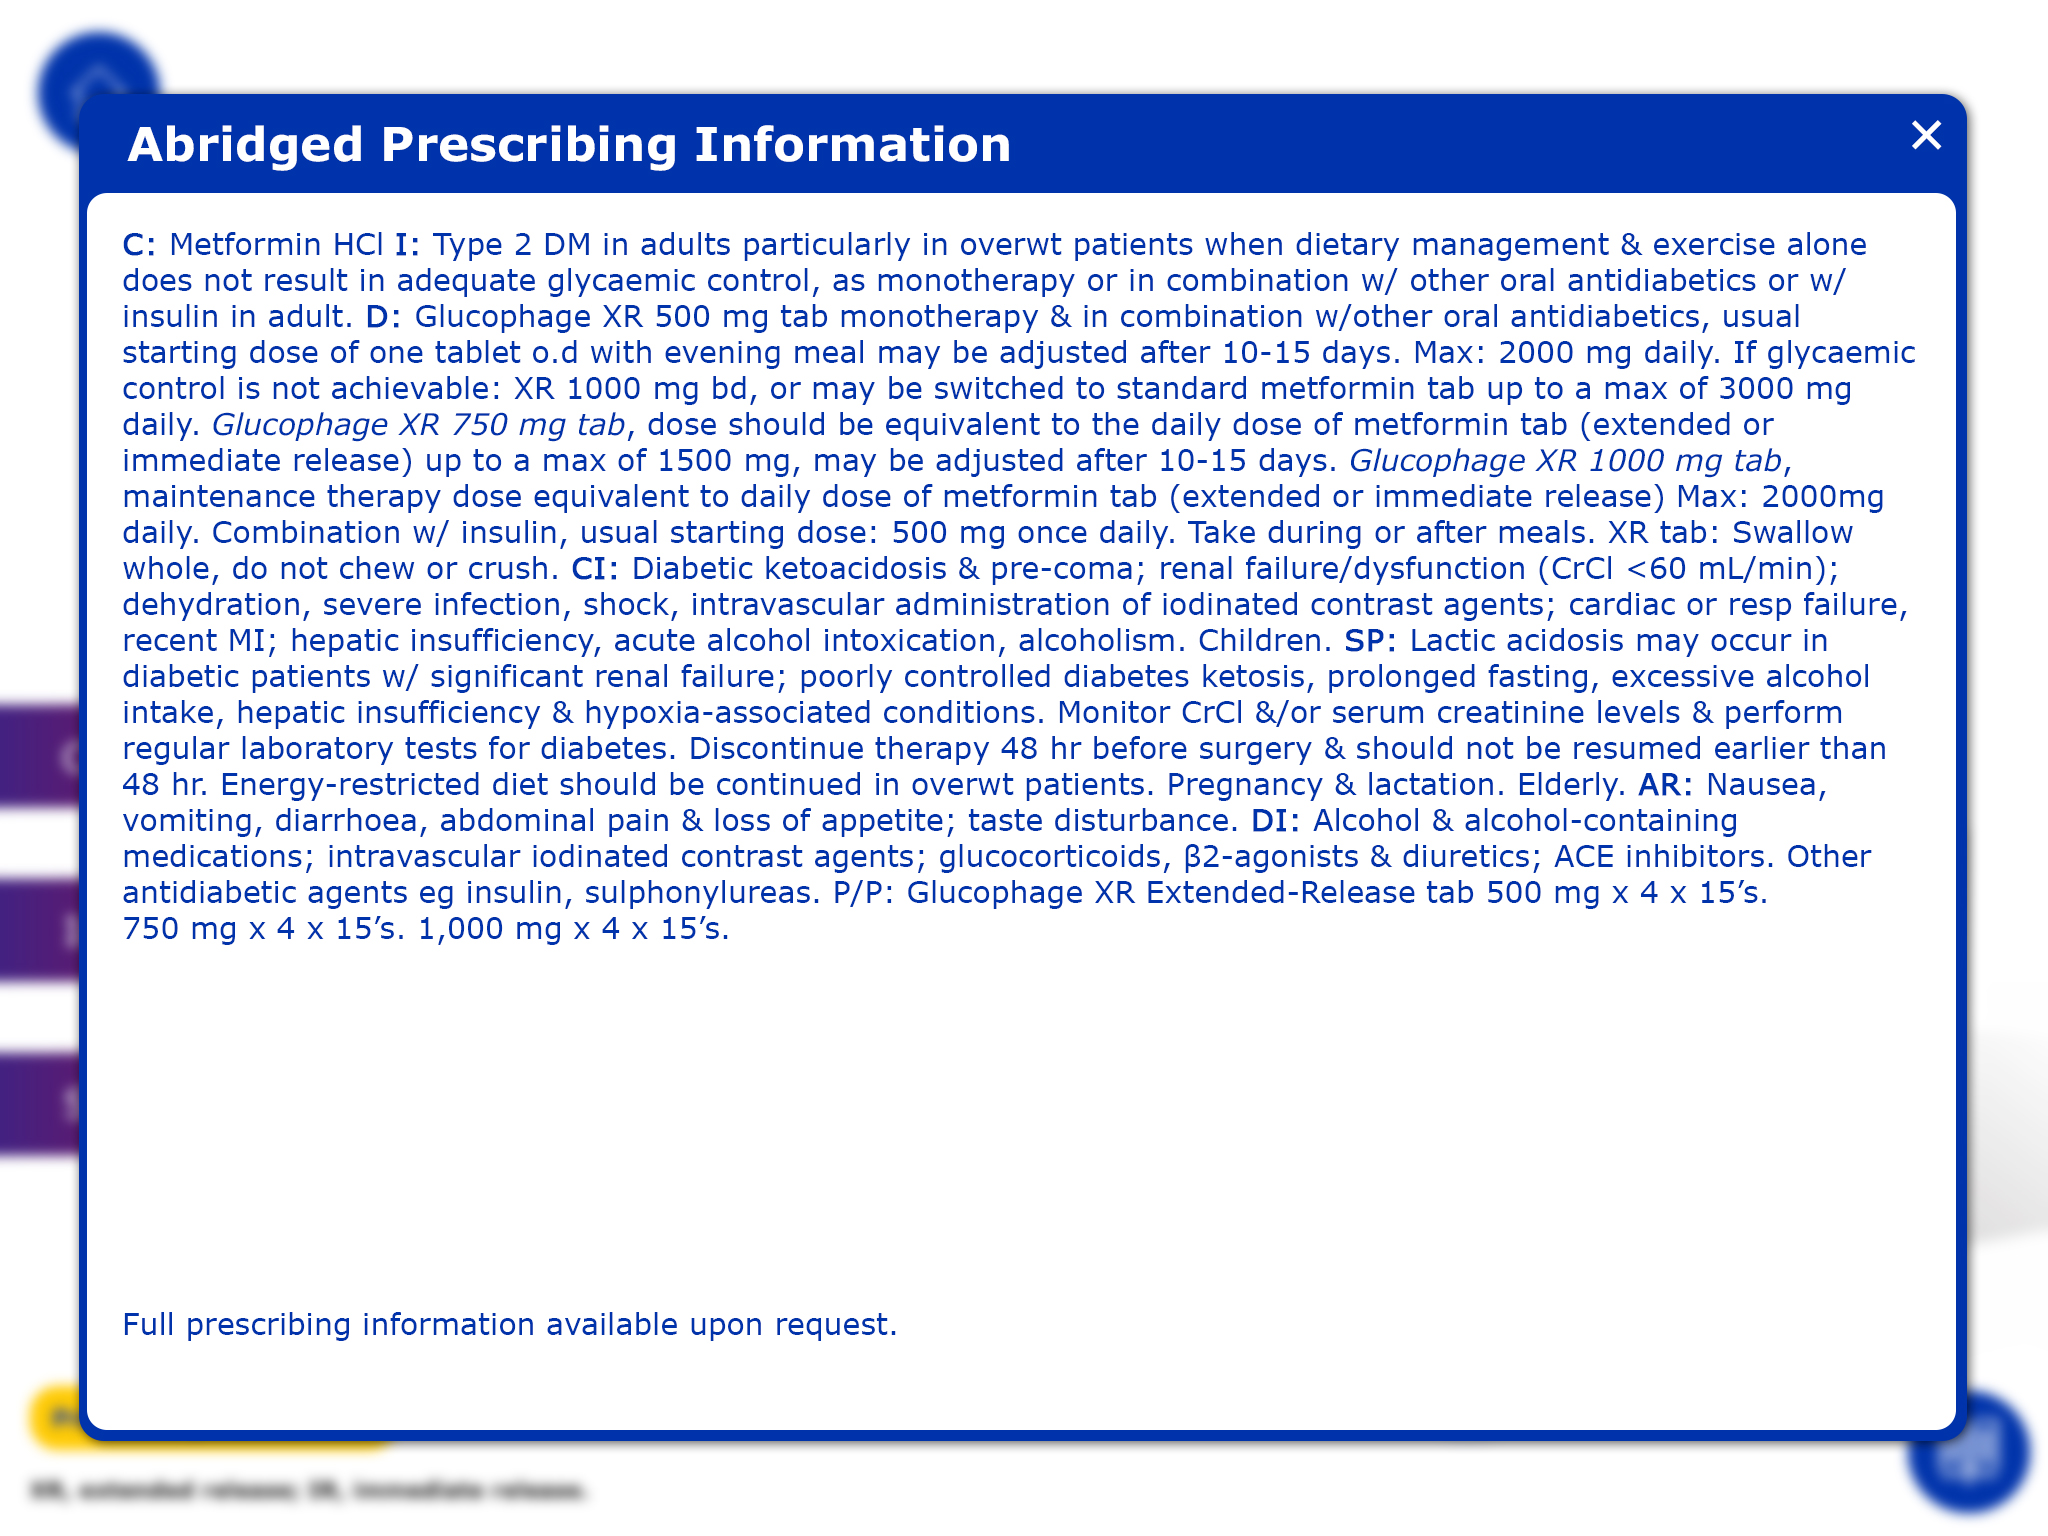 Abridged Prescribing Information
C: Metformin HCl I: Type 2 DM in adults particularly in overwt patients when dietary management & exercise alone
does not result in adequate glycaemic control, as monotherapy or in combination w/ other oral antidiabetics or w/
insulin in adult. D: Glucophage XR 500 mg tab monotherapy & in combination w/other oral antidiabetics, usual
starting dose of one tablet o.d with evening meal may be adjusted after 10-15 days. Max: 2000 mg daily. If glycaemic
control is not achievable: XR 1000 mg bd, or may be switched to standard metformin tab up to a max of 3000 mg
daily. Glucophage XR 750 mg tab, dose should be equivalent to the daily dose of metformin tab (extended or
immediate release) up to a max of 1500 mg, may be adjusted after 10-15 days. Glucophage XR 1000 mg tab,
maintenance therapy dose equivalent to daily dose of metformin tab (extended or immediate release) Max: 2000mg
daily. Combination w/ insulin, usual starting dose: 500 mg once daily. Take during or after meals. XR tab: Swallow
whole, do not chew or crush. CI: Diabetic ketoacidosis & pre-coma; renal failure/dysfunction (CrCl <60 mL/min);
dehydration, severe infection, shock, intravascular administration of iodinated contrast agents; cardiac or resp failure,
recent MI; hepatic insufficiency, acute alcohol intoxication, alcoholism. Children. SP: Lactic acidosis may occur in
diabetic patients w/ significant renal failure; poorly controlled diabetes ketosis, prolonged fasting, excessive alcohol
intake, hepatic insufficiency & hypoxia-associated conditions. Monitor CrCl &/or serum creatinine levels & perform
regular laboratory tests for diabetes. Discontinue therapy 48 hr before surgery & should not be resumed earlier than
48 hr. Energy-restricted diet should be continued in overwt patients. Pregnancy & lactation. Elderly. AR: Nausea,
vomiting, diarrhoea, abdominal pain & loss of appetite; taste disturbance. DI: Alcohol & alcohol-containing
medications; intravascular iodinated contrast agents; glucocorticoids, β2-agonists & diuretics; ACE inhibitors. Other
antidiabetic agents eg insulin, sulphonylureas. P/P: Glucophage XR Extended-Release tab 500 mg x 4 x 15’s.
750 mg x 4 x 15’s. 1,000 mg x 4 x 15’s.
Full prescribing information available upon request.
XR, extended release; IR, immediate release.